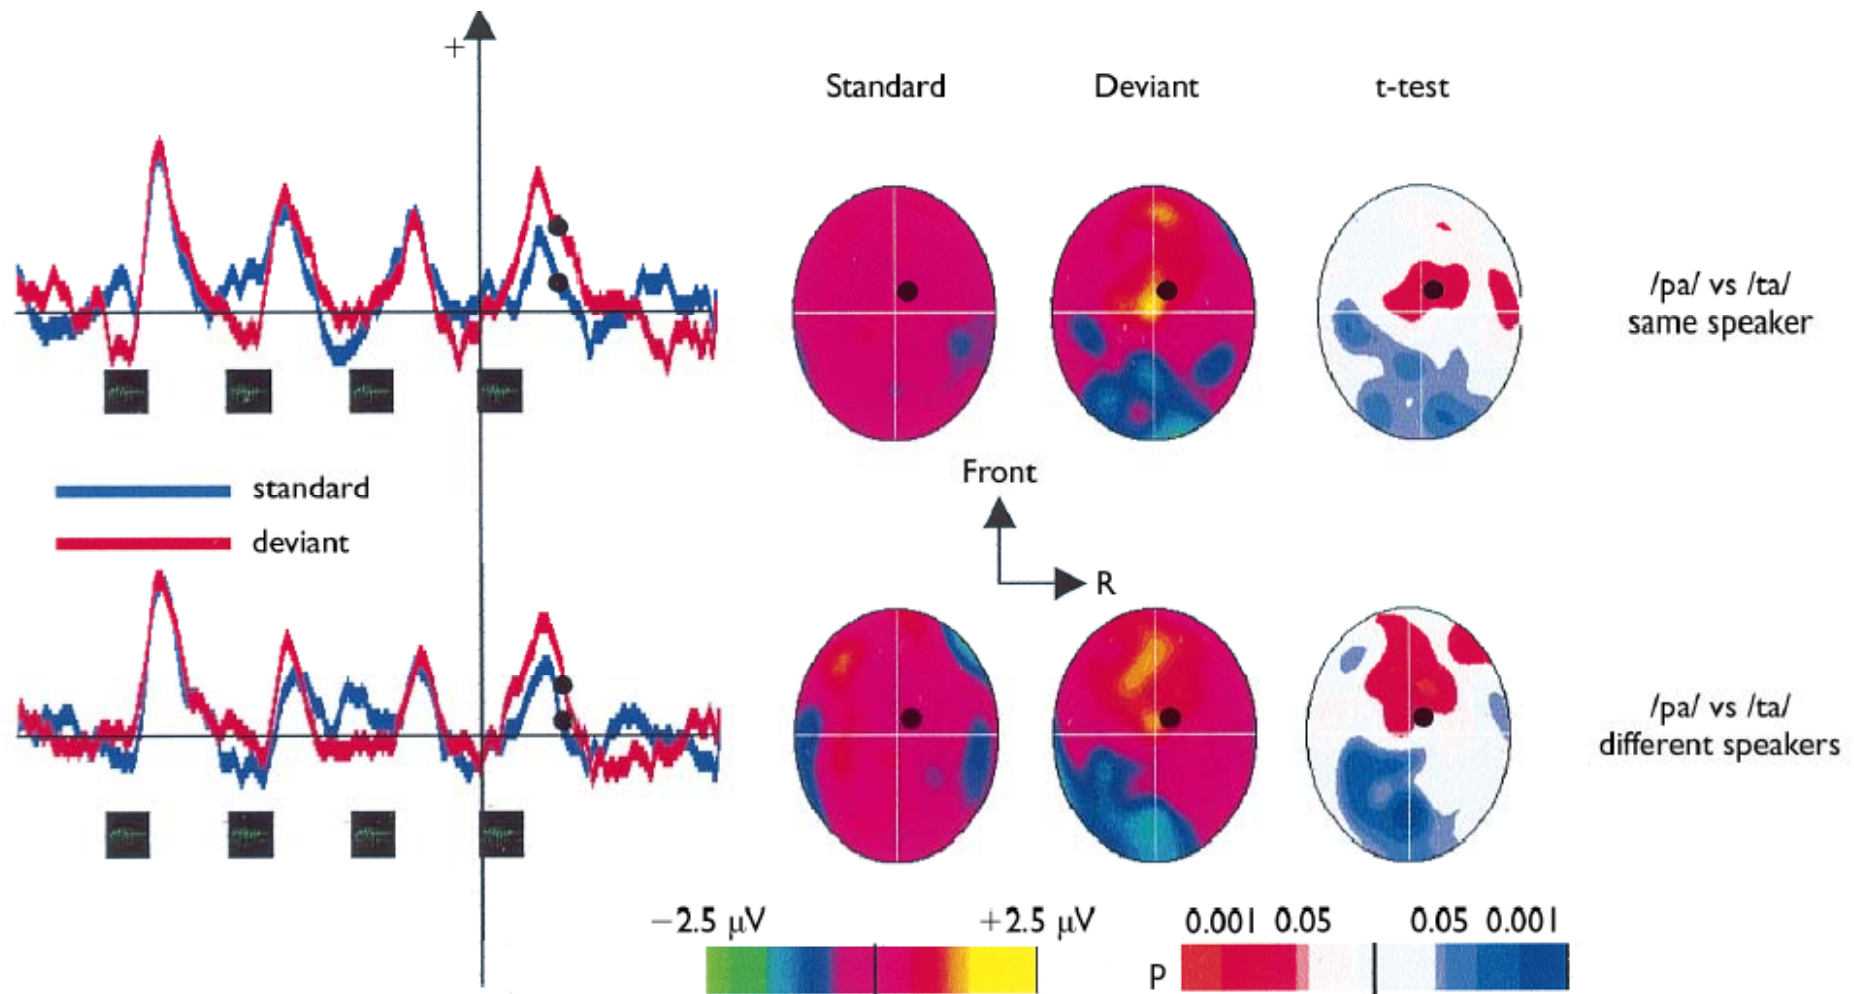 +
Standard Deviant t-test
/pa/ vs /ta/
same speaker
standard
deviant
Front
R
/pa/ vs /ta/
different speakers
−2.5 µV +2.5 µV
0.001 0.05 0.05 0.001
P